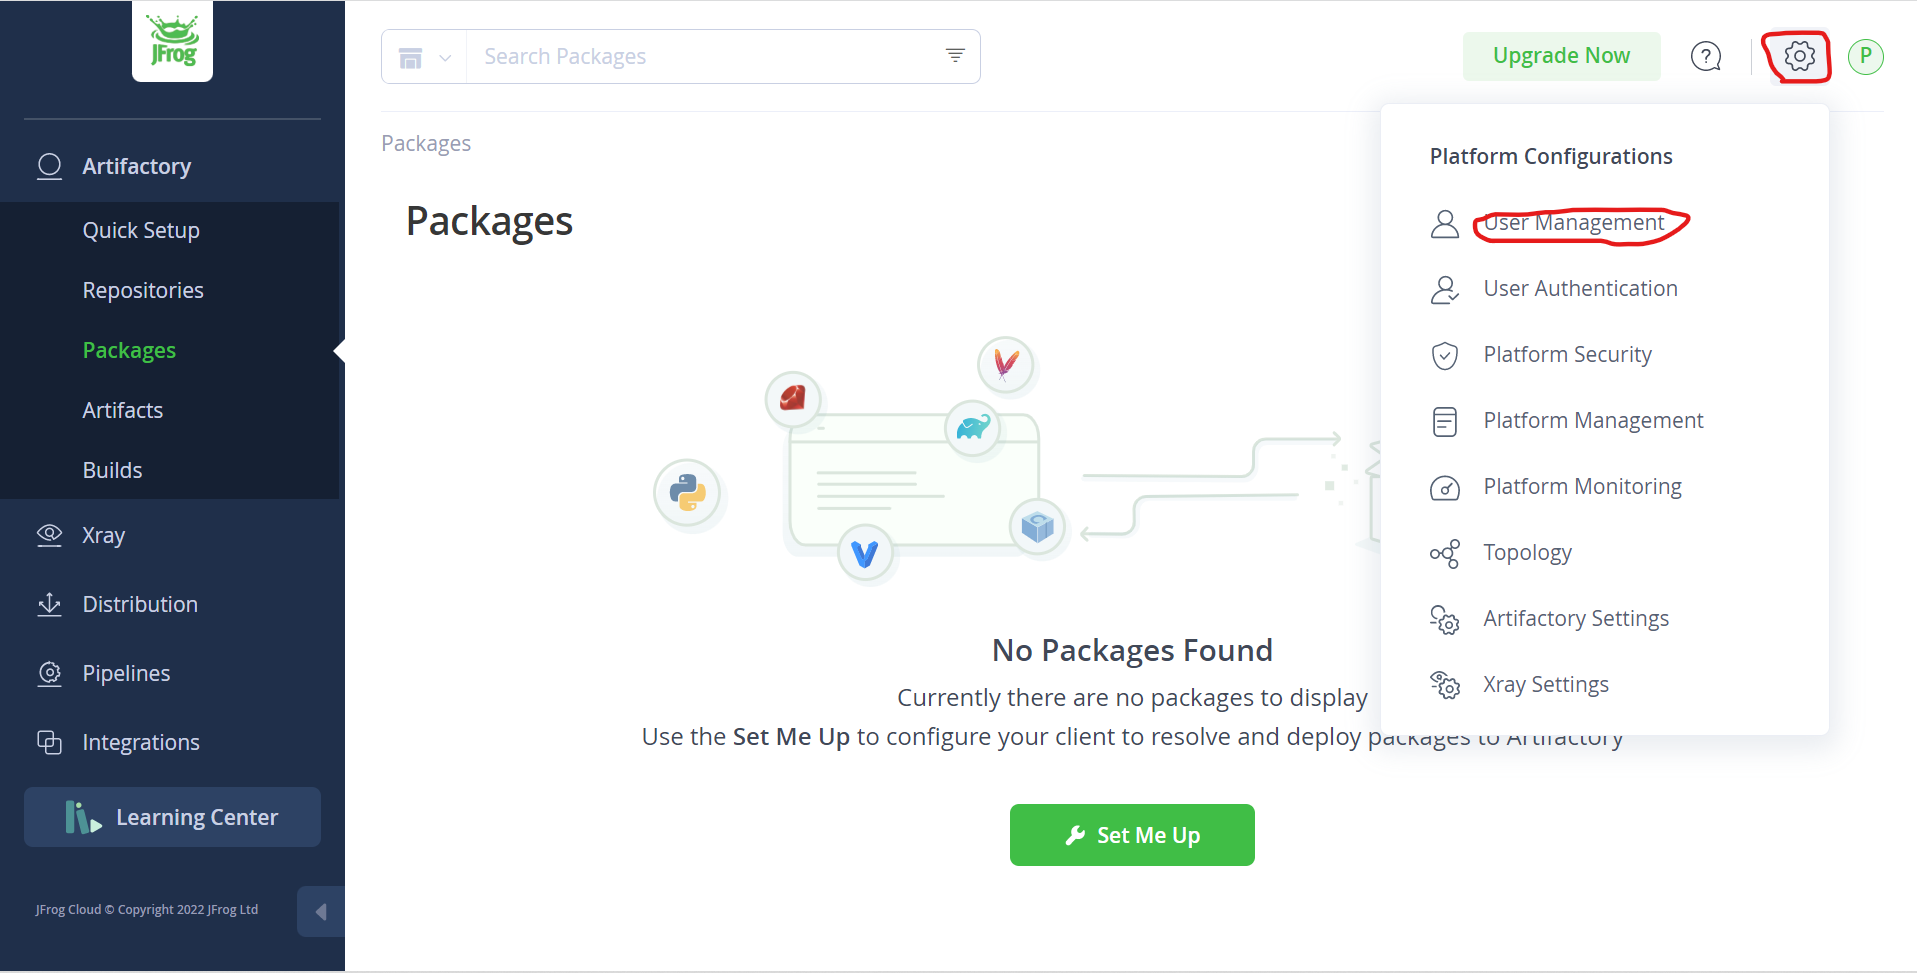 JFrog
Search Packages
Upgrade Now
?
P
Artifactory
Quick Setup
Repositories
Packages
Artifacts
Builds
Xray
Distribution
Pipelines
Integrations
Learning Center
JFrog Cloud © Copyright 2022 JFrog Ltd
Packages
Packages
No Packages Found
Currently there are no packages to display
Use the Set Me Up to configure your client to resolve and deploy packages to Artifactory
Set Me Up
Platform Configurations
User Management
User Authentication
Platform Security
Platform Management
Platform Monitoring
Topology
Artifactory Settings
Xray Settings